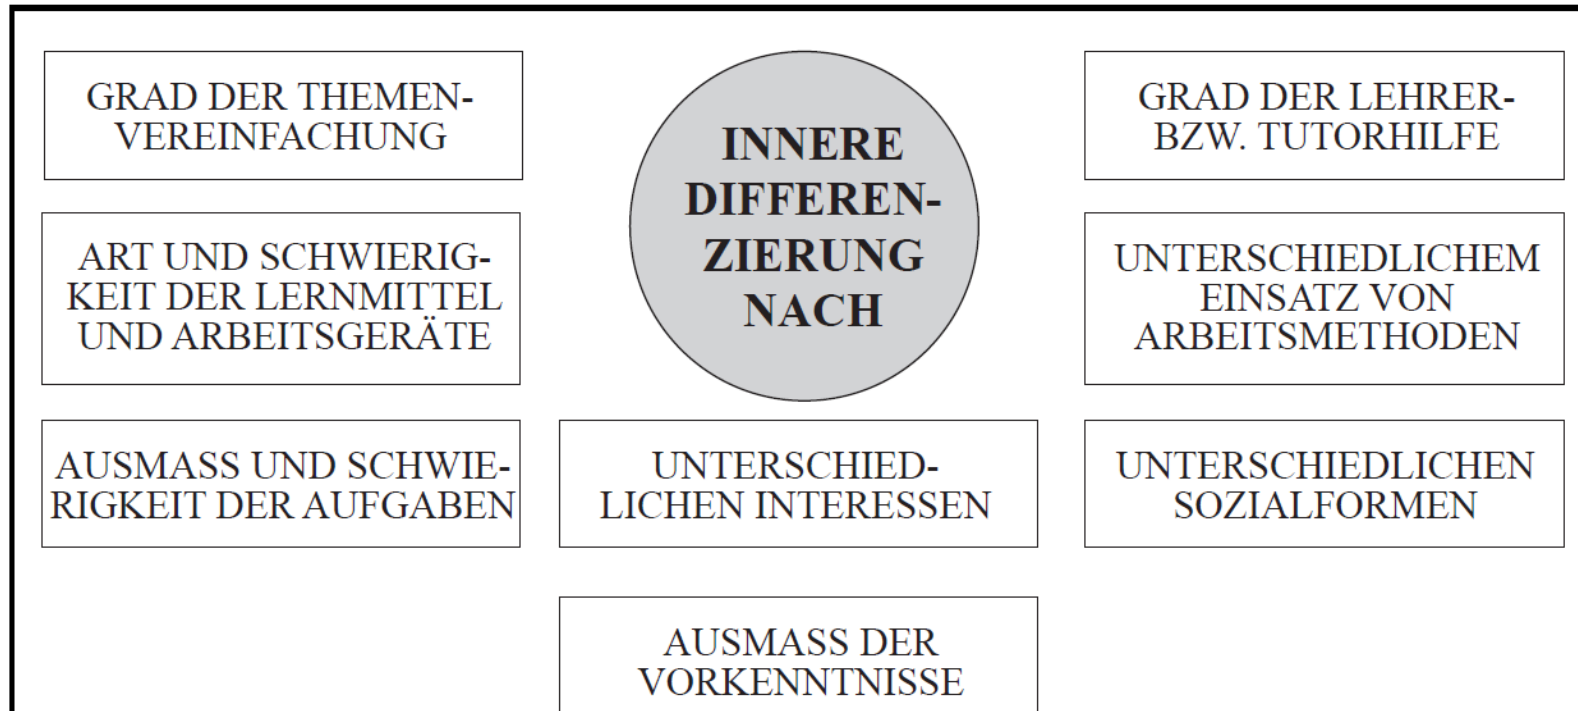 GRAD DER THEMEN-
VEREINFACHUNG
ART UND SCHWIERIG-
KEIT DER LERNMITTEL
UND ARBEITSGERÄTE
AUSMASS UND SCHWIE-
RIGKEIT DER AUFGABEN
INNERE
DIFFEREN-
ZIERUNG
NACH
UNTERSCHIED-
LICHEN INTERESSEN
AUSMASS DER
VORKENNTNISSE
GRAD DER LEHRER-
BZW. TUTORHILFE
UNTERSCHIEDLICHEM
EINSATZ VON
ARBEITSMETHODEN
UNTERSCHIEDLICHEN
SOZIALFORMEN